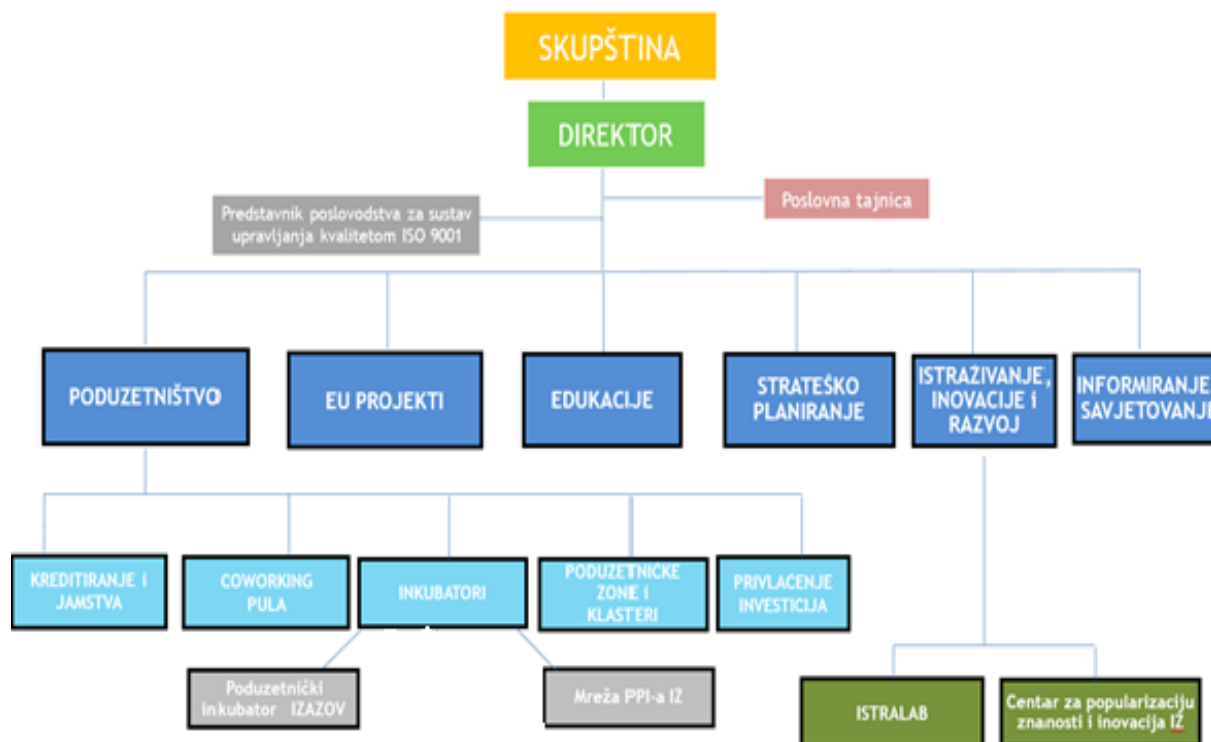 SKUPŠTINA
DIREKTOR
Predstavnik poslovodstva za sustav
upravljanja kvalitetom ISO 9001
Poslovna tajnica
PODUZETNIŠTVO
EU PROJEKTI
EDUKACIJE
STRATEŠKO
PLANIRANJE
ISTRAŽIVANJE,
INOVACIJE i
RAZVOJ
INFORMIRANJE
SAVJETOVANJE
KREDITIRANJE i
JAMSTVA
COWORKING
PULA
INKUBATORI
PODUZETNIČKE
ZONE i
KLASTERI
PRIVLAČENJE
INVESTICIJA
Poduzetnički
inkubator IZAZOV
Mreža PPI-a IŽ
ISTRALAB
Centar za popularizaciju
znanosti i inovacija IŽ